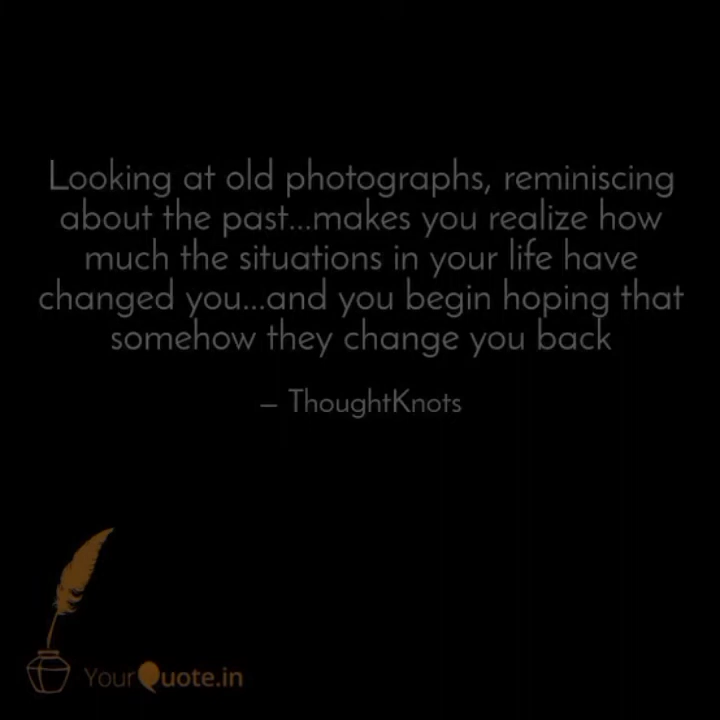 Looking at old photographs, reminiscing
about the past...makes you realize how
much the situations in your life have
changed you...and you begin hoping that
somehow they change you back
– ThoughtKnots
YourQuote.in